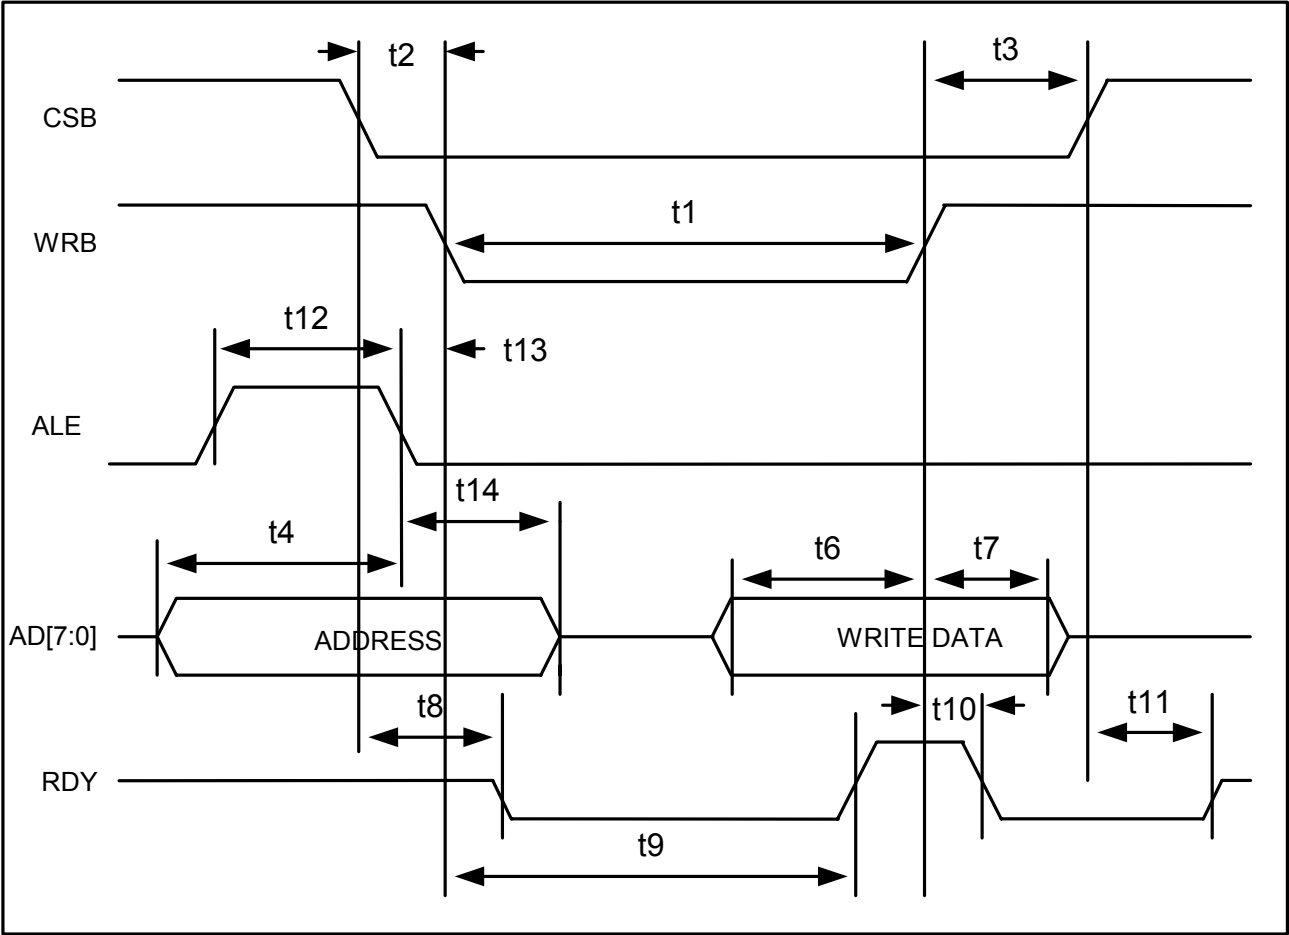 t2
t3
CSB
t1
WRB
t12
t13
ALE
t14
t4
t6
t7
AD[7:0]
ADDRESS
WRITE DATA
t8
t10
t11
RDY
t9